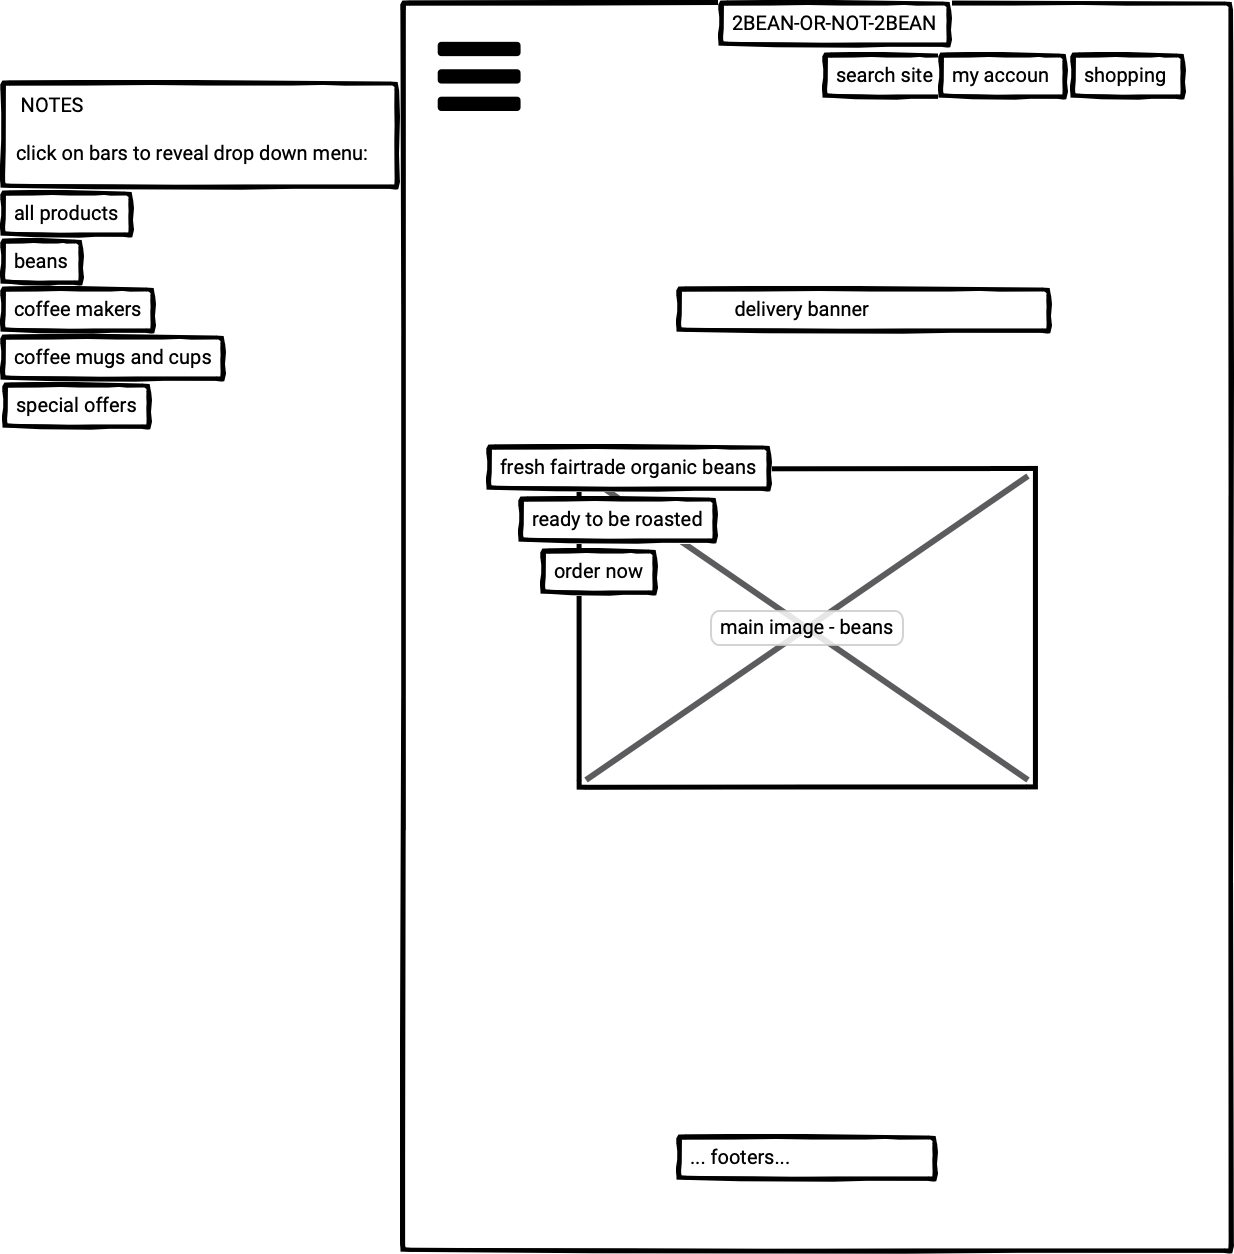 2BEAN-OR-NOT-2BEAN
search site
my accoun
shopping
NOTES
click on bars to reveal drop down menu:
all products
beans
coffee makers
coffee mugs and cups
special offers
delivery banner
fresh fairtrade organic beans
ready to be roasted
order now
main image - beans
... footers...